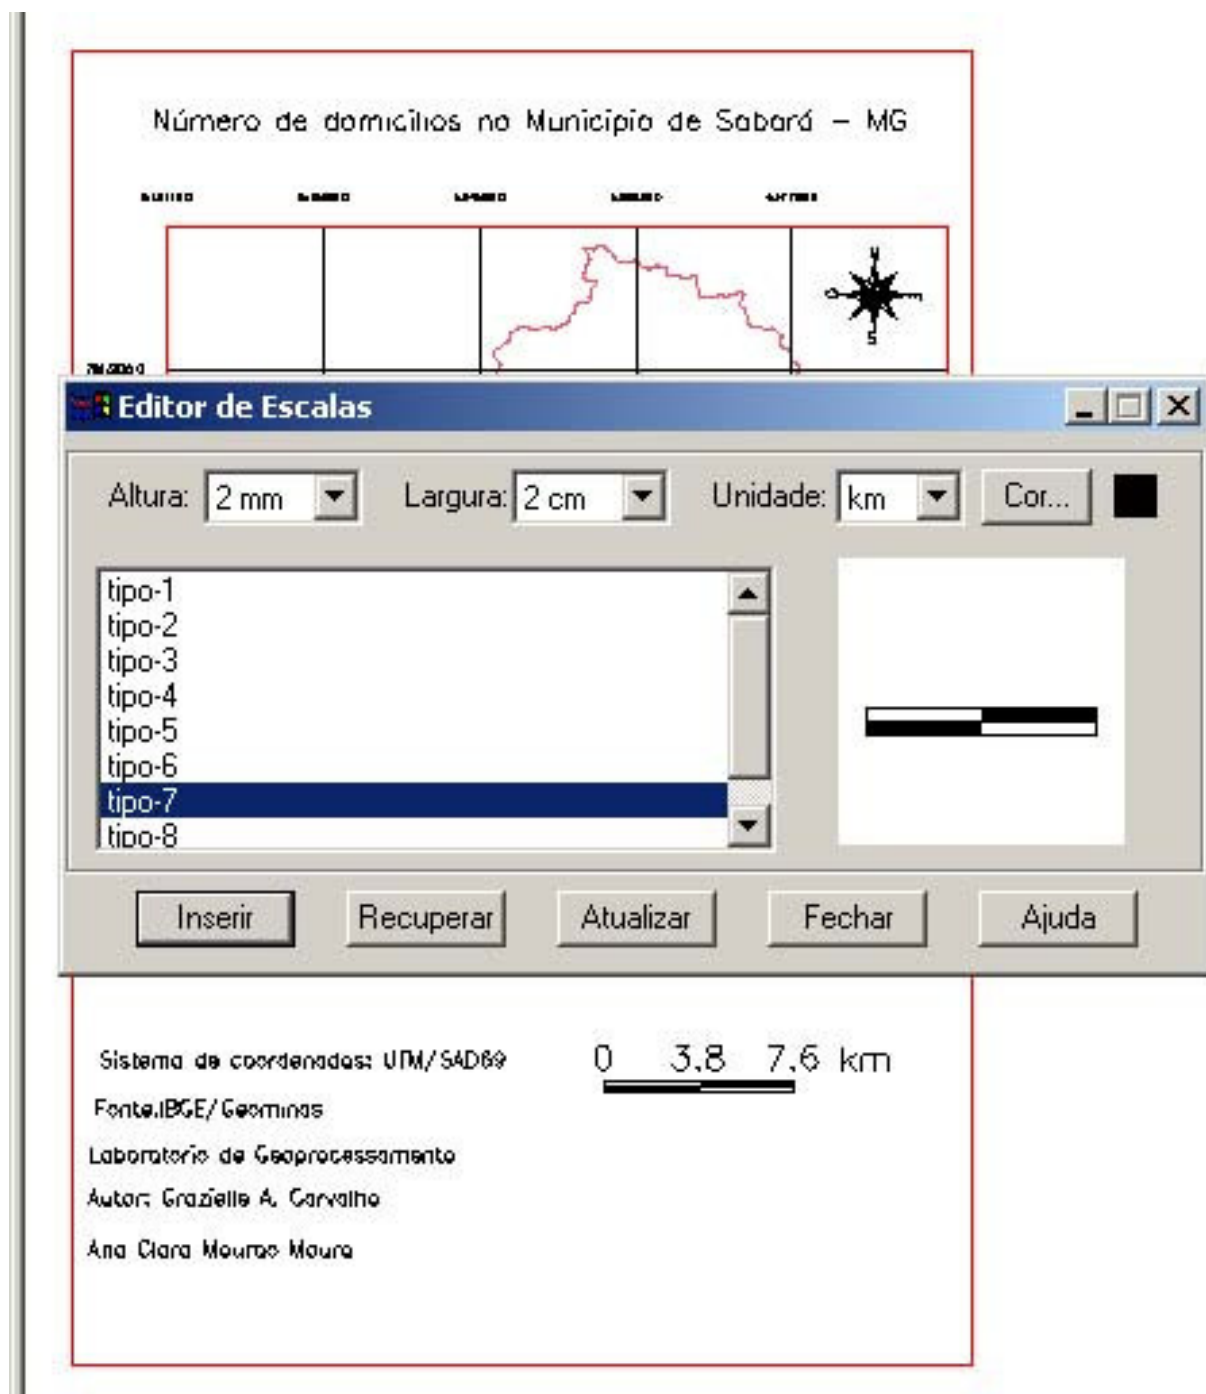 Número de domicílios no Município de Sabará – MG
N
S
Editor de Escalas
Altura: 2 mm Largura: 2 cm Unidade: km Cor...
tipo-1
tipo-2
tipo-3
tipo-4
tipo-5
tipo-6
tipo-7
tipo-8
Inserir Recuperar Atualizar Fechar Ajuda
Sistema de coordenadas: UTM/SAD69
0 3.8 7.6 km
Fonte.IBGE/Geominas
Laboratorio de Geoprocessamento
Autor: Grazielle A. Carvalho
Ana Clara Mourao Moura